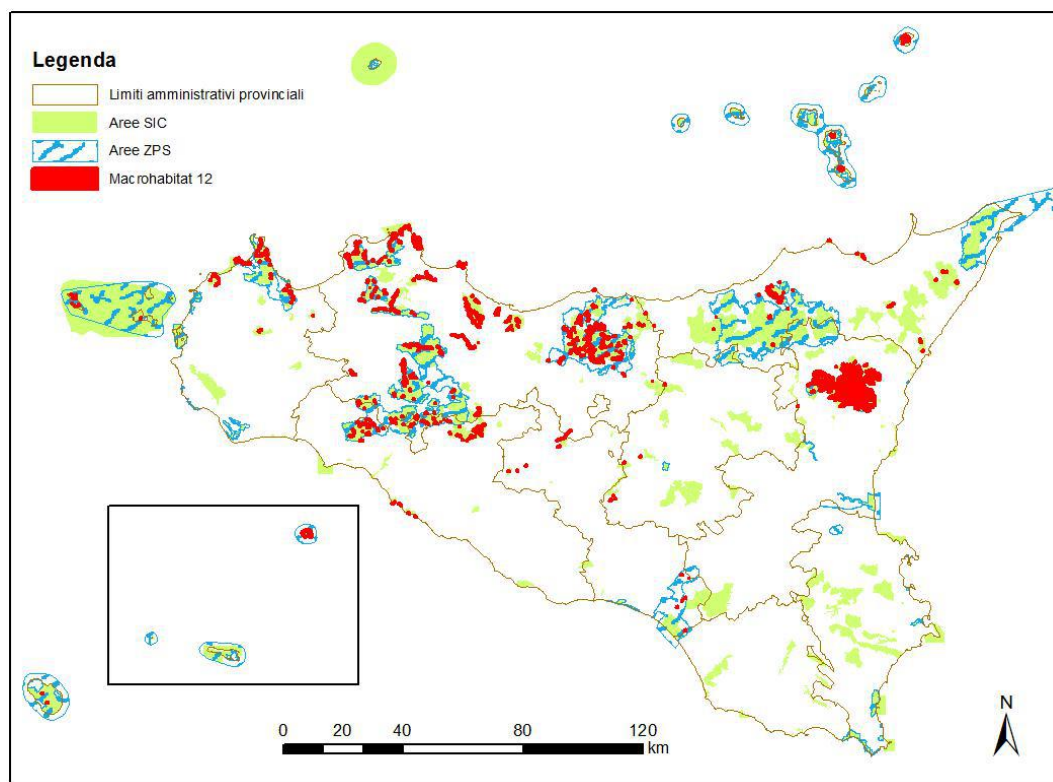 Legenda
Limiti amministrativi provinciali
Aree SIC
Aree ZPS
Macrohabitat 12
N
0 20 40 80 120
km